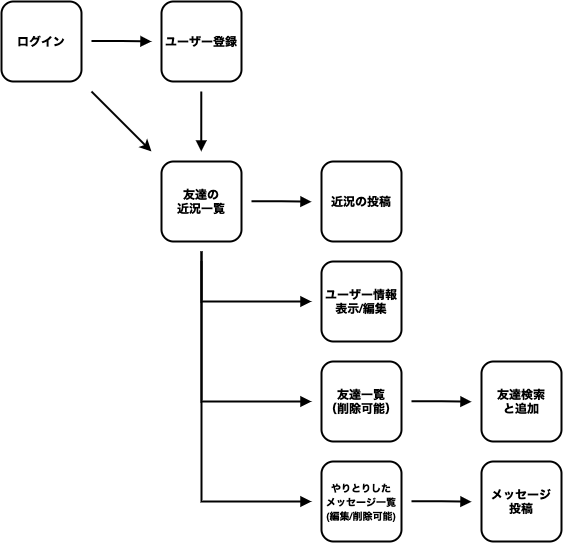 ログイン
ユーザー登録
友達の
近況一覧
近況の投稿
ユーザー情報
表示/編集
友達一覧
(削除可能)
友達検索
と追加
やりとりした
メッセージ一覧
(編集/削除可能)
メッセージ
投稿